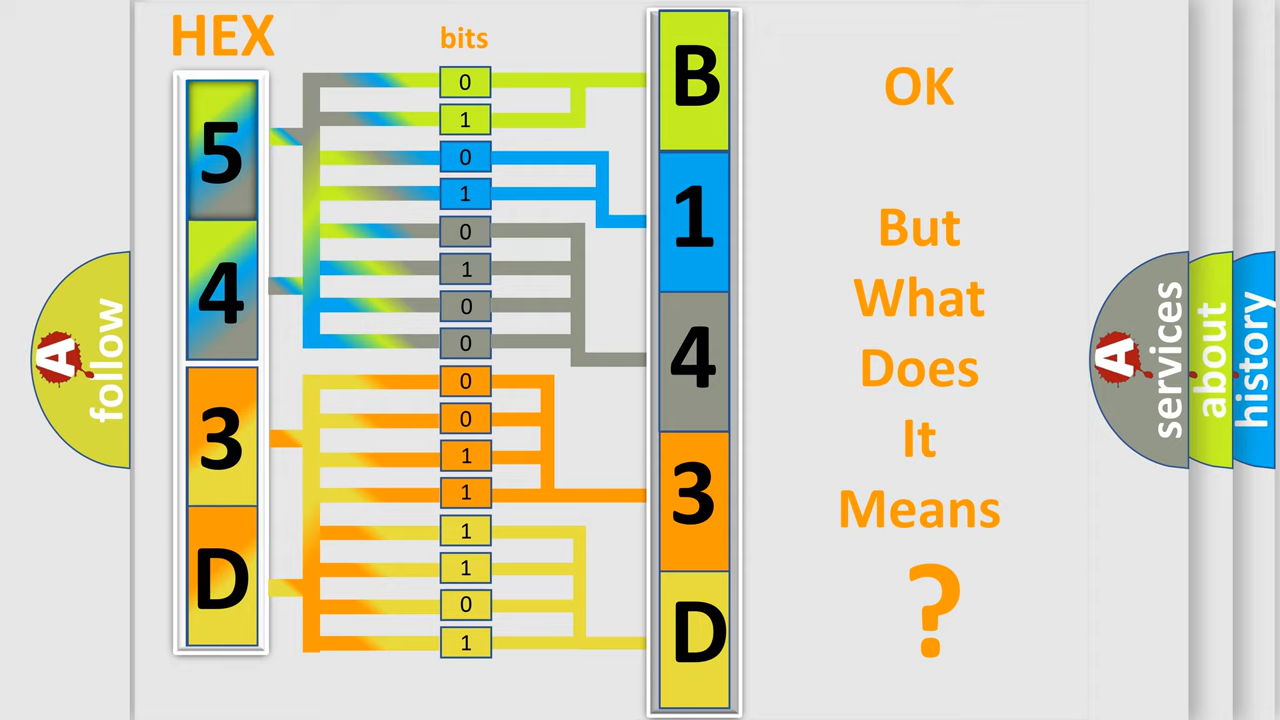 HEX
bits
5
4
3
D
0
1
0
1
0
1
0
0
0
0
1
1
1
1
0
1
B
1
4
3
D
OK
But
What
Does
It
Means
?
A
follow
A
services
about
history